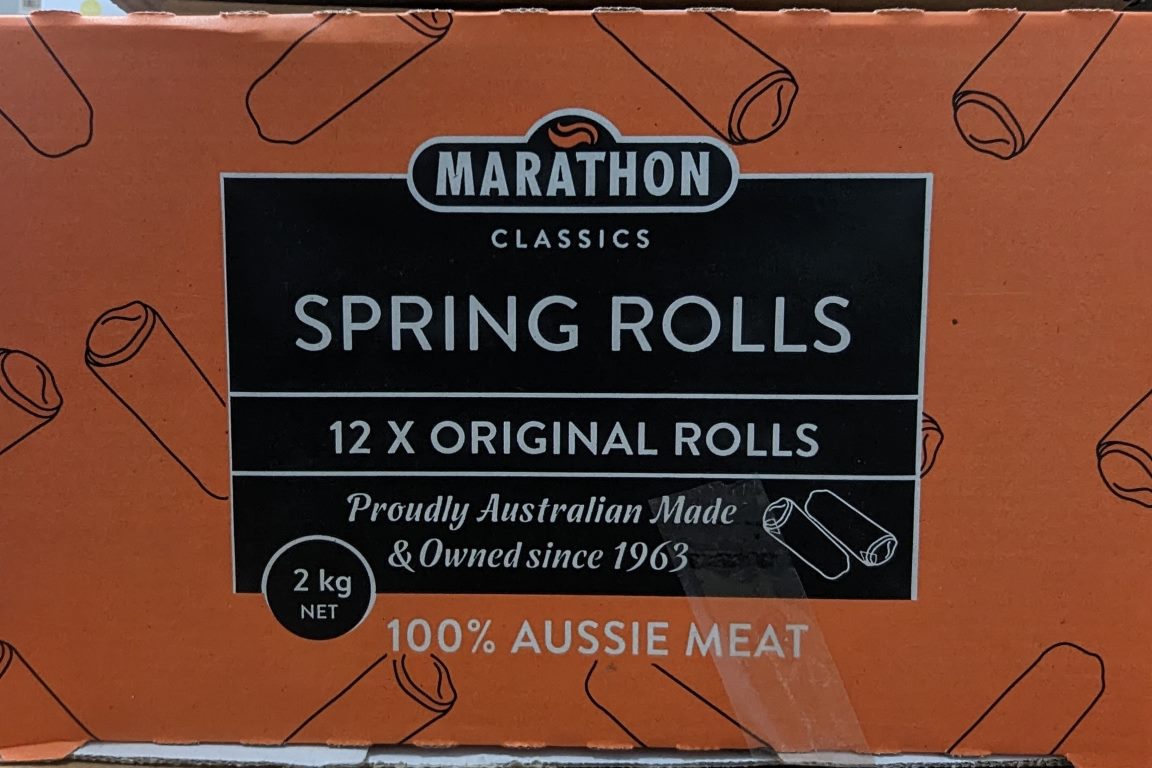 MARATHON
CLASSICS
SPRING ROLLS
12 X ORIGINAL ROLLS
Proudly Australian Made
& Owned since 1963
2 kg
NET
100% AUSSIE MEAT